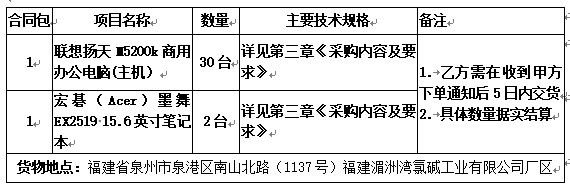 合同包 项目名称 数量 主要技术规格 备注
1 联想扬天 M5200k 商用办公电脑(主机) 30台 详见第三章《采购内容及要求》
1 宏碁（Acer）墨舞 EX2519-15.6英寸笔记本 2台 详见第三章《采购内容及要求》
1. 乙方需在收到甲方下单通知后5日内交货
2. 具体数量据实结算
货物地点：福建省泉州市泉港区南山北路（1137号）福建湄洲湾氯碱工业有限公司厂区